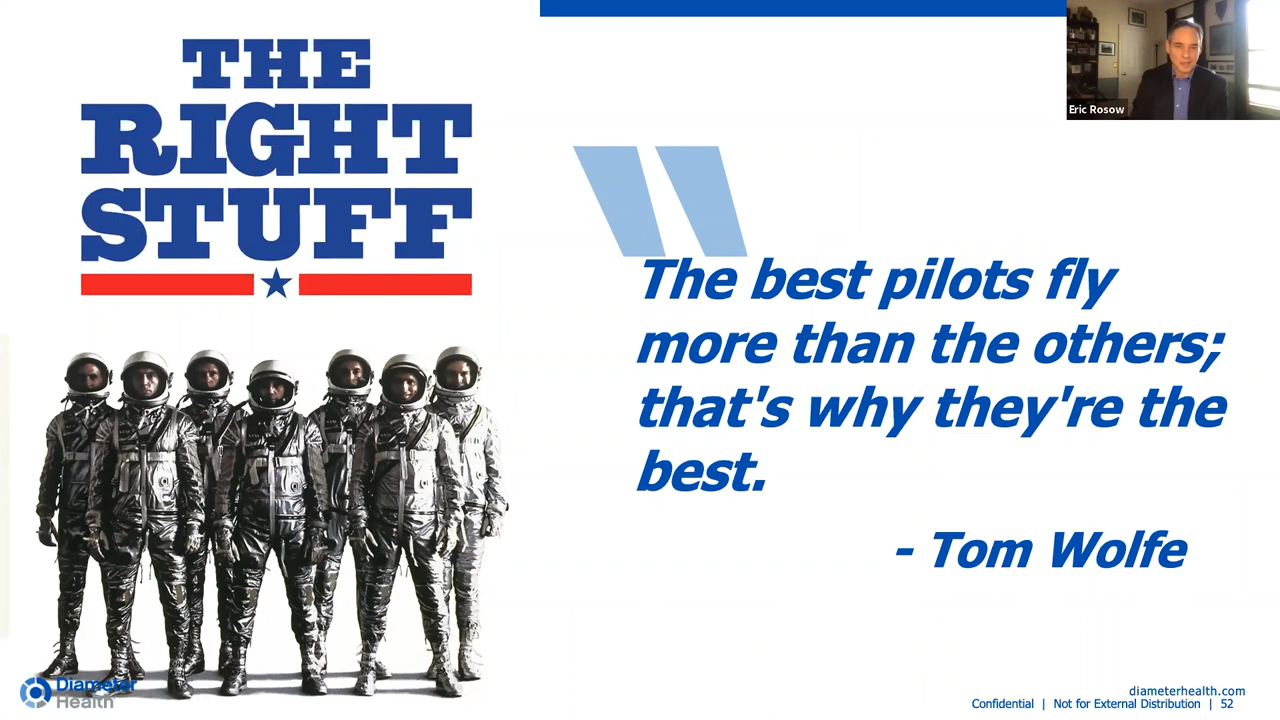 THE
RIGHT
STUFF
Eric Rosow
The best pilots fly
more than the others;
that's why they're the
best.
- Tom Wolfe
Diameter
Health
diameterhealth.com
Confidential | Not for External Distribution | 52